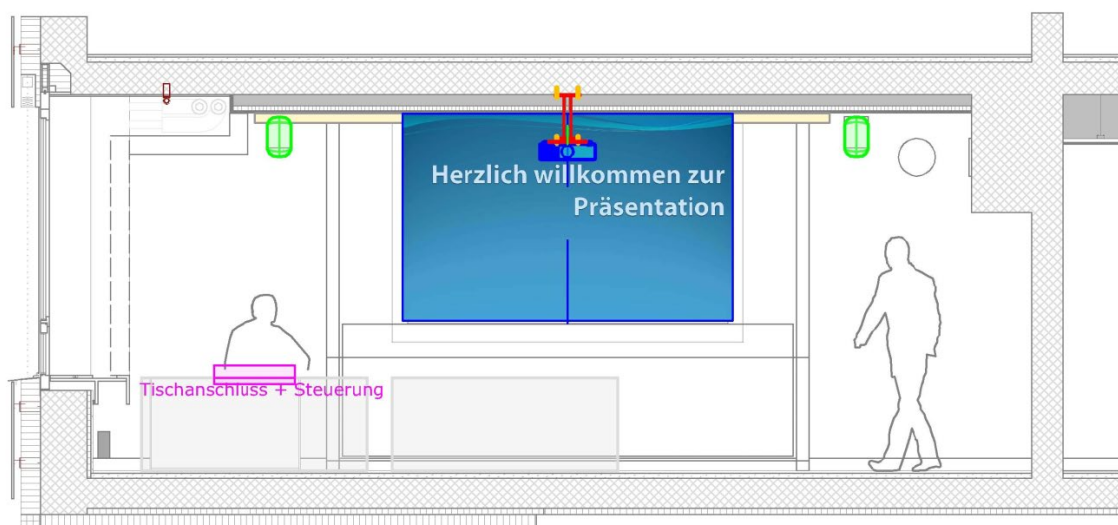 Herzlich willkommen zur
Präsentation
Tischanschluss + Steuerung